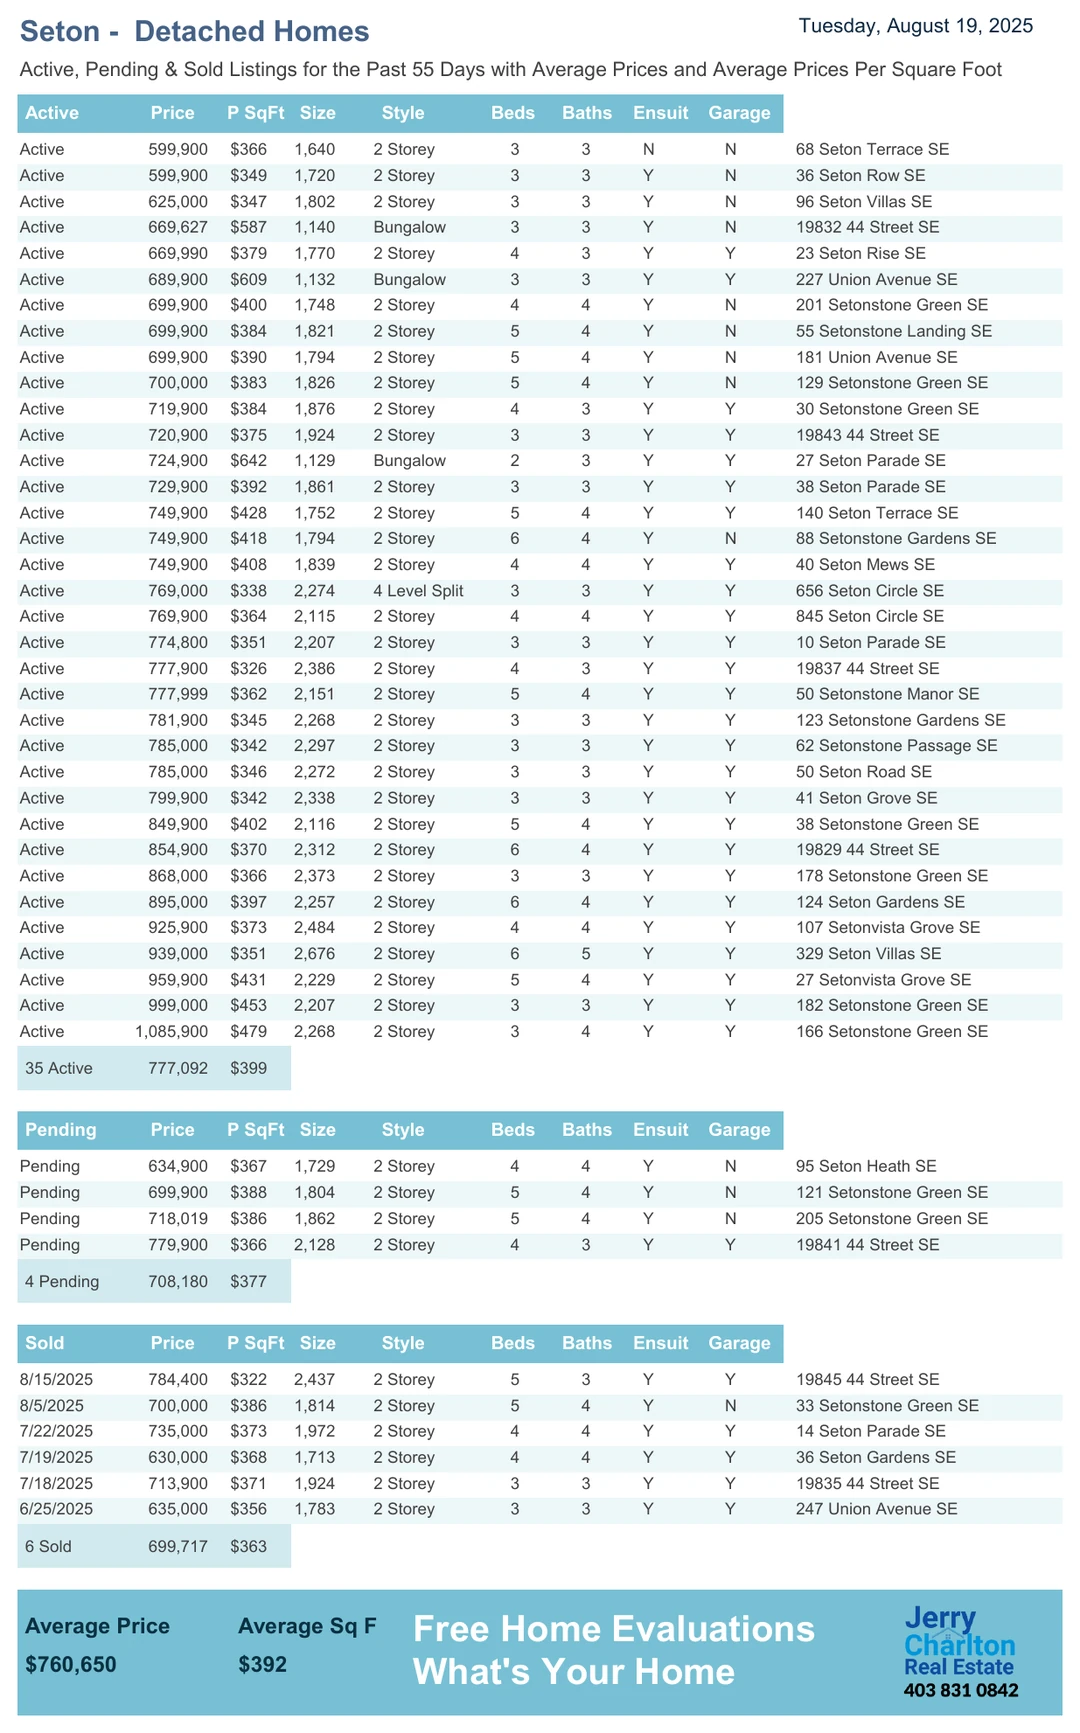 Seton - Detached Homes
Tuesday, August 19, 2025
Active, Pending & Sold Listings for the Past 55 Days with Average Prices and Average Prices Per Square Foot
Active Price P SqFt Size Style Beds Baths Ensuit Garage
Active 599,900 $366 1,640 2 Storey 3 3 N N 68 Seton Terrace SE
Active 599,900 $349 1,720 2 Storey 3 3 Y N 36 Seton Row SE
Active 625,000 $347 1,802 2 Storey 3 3 Y N 96 Seton Villas SE
Active 669,627 $587 1,140 Bungalow 3 3 Y N 19832 44 Street SE
Active 669,990 $379 1,770 2 Storey 4 3 Y Y 23 Seton Rise SE
Active 689,900 $609 1,132 Bungalow 3 3 Y Y 227 Union Avenue SE
Active 699,900 $400 1,748 2 Storey 4 4 Y N 201 Setonstone Green SE
Active 699,900 $384 1,821 2 Storey 5 4 Y N 55 Setonstone Landing SE
Active 699,900 $390 1,794 2 Storey 5 4 Y N 181 Union Avenue SE
Active 700,000 $383 1,826 2 Storey 5 4 Y N 129 Setonstone Green SE
Active 719,900 $384 1,876 2 Storey 4 3 Y Y 30 Setonstone Green SE
Active 720,900 $375 1,924 2 Storey 3 3 Y Y 19843 44 Street SE
Active 724,900 $642 1,129 Bungalow 2 3 Y Y 27 Seton Parade SE
Active 729,900 $392 1,861 2 Storey 3 3 Y Y 38 Seton Parade SE
Active 749,900 $428 1,752 2 Storey 5 4 Y Y 140 Seton Terrace SE
Active 749,900 $418 1,794 2 Storey 6 4 Y N 88 Setonstone Gardens SE
Active 749,900 $408 1,839 2 Storey 4 4 Y Y 40 Seton Mews SE
Active 769,000 $338 2,274 4 Level Split 3 3 Y Y 656 Seton Circle SE
Active 769,900 $364 2,115 2 Storey 4 4 Y Y 845 Seton Circle SE
Active 774,800 $351 2,207 2 Storey 3 3 Y Y 10 Seton Parade SE
Active 777,900 $326 2,386 2 Storey 4 3 Y Y 19837 44 Street SE
Active 777,999 $362 2,151 2 Storey 5 4 Y Y 50 Setonstone Manor SE
Active 781,900 $345 2,268 2 Storey 3 3 Y Y 123 Setonstone Gardens SE
Active 785,000 $342 2,297 2 Storey 3 3 Y Y 62 Setonstone Passage SE
Active 785,000 $346 2,272 2 Storey 3 3 Y Y 50 Seton Road SE
Active 799,900 $342 2,338 2 Storey 3 3 Y Y 41 Seton Grove SE
Active 849,900 $402 2,116 2 Storey 5 4 Y Y 38 Setonstone Green SE
Active 854,900 $370 2,312 2 Storey 6 4 Y Y 19829 44 Street SE
Active 868,000 $366 2,373 2 Storey 3 3 Y Y 178 Setonstone Green SE
Active 895,000 $397 2,257 2 Storey 6 4 Y Y 124 Seton Gardens SE
Active 925,900 $373 2,484 2 Storey 4 4 Y Y 107 Setonvista Grove SE
Active 939,000 $351 2,676 2 Storey 6 5 Y Y 329 Seton Villas SE
Active 959,900 $431 2,229 2 Storey 5 4 Y Y 27 Setonvista Grove SE
Active 999,000 $453 2,207 2 Storey 3 3 Y Y 182 Setonstone Green SE
Active 1,085,900 $479 2,268 2 Storey 3 4 Y Y 166 Setonstone Green SE
35 Active 777,092 $399
Pending Price P SqFt Size Style Beds Baths Ensuit Garage
Pending 634,900 $367 1,729 2 Storey 4 4 Y N 95 Seton Heath SE
Pending 699,900 $388 1,804 2 Storey 5 4 Y N 121 Setonstone Green SE
Pending 718,019 $386 1,862 2 Storey 5 4 Y N 205 Setonstone Green SE
Pending 779,900 $366 2,128 2 Storey 4 3 Y Y 19841 44 Street SE
4 Pending 708,180 $377
Sold Price P SqFt Size Style Beds Baths Ensuit Garage
8/15/2025 784,400 $322 2,437 2 Storey 5 3 Y Y 19845 44 Street SE
8/5/2025 700,000 $386 1,814 2 Storey 5 4 Y N 33 Setonstone Green SE
7/22/2025 735,000 $373 1,972 2 Storey 4 4 Y Y 14 Seton Parade SE
7/19/2025 630,000 $368 1,713 2 Storey 4 4 Y Y 36 Seton Gardens SE
7/18/2025 713,900 $371 1,924 2 Storey 3 3 Y Y 19835 44 Street SE
6/25/2025 635,000 $356 1,783 2 Storey 3 3 Y Y 247 Union Avenue SE
6 Sold 699,717 $363
Average Price Average Sq F
$760,650 $392
Free Home Evaluations
What's Your Home
Jerry
Charlton
Real Estate
403 831 0842